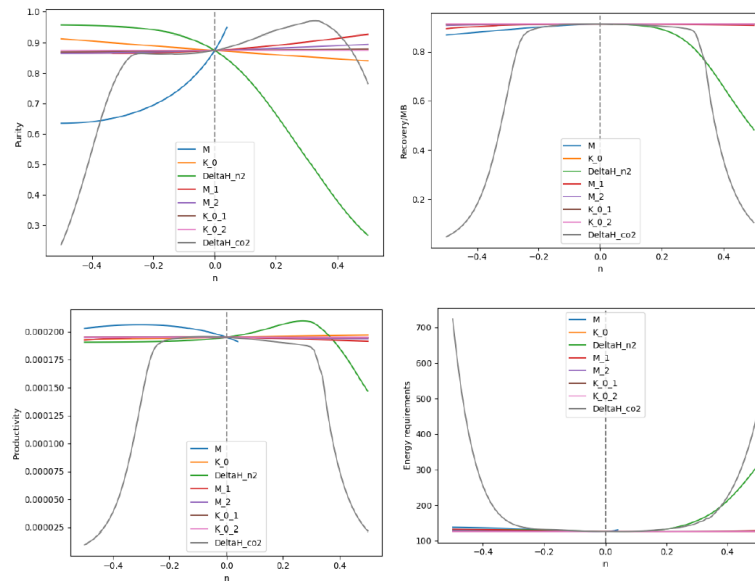 1.0
0.9
0.8
0.7
0.6
0.5
0.4
0.3
Purity
M
K_0
DeltaH_n2
M_1
M_2
K_0_1
K_0_2
DeltaH_co2
−0.4 −0.2 0.0 0.2 0.4
n
0.8
0.6
0.4
0.2
Recovery/MB
M
K_0
DeltaH_n2
M_1
M_2
K_0_1
K_0_2
DeltaH_co2
−0.4 −0.2 0.0 0.2 0.4
n
0.000200
0.000175
0.000150
0.000125
0.000100
0.000075
0.000050
0.000025
Productivity
M
K_0
DeltaH_n2
M_1
M_2
K_0_1
K_0_2
DeltaH_co2
−0.4 −0.2 0.0 0.2 0.4
n
700
600
500
400
300
200
100
Energy requirements
M
K_0
DeltaH_n2
M_1
M_2
K_0_1
K_0_2
DeltaH_co2
−0.4 −0.2 0.0 0.2 0.4
n